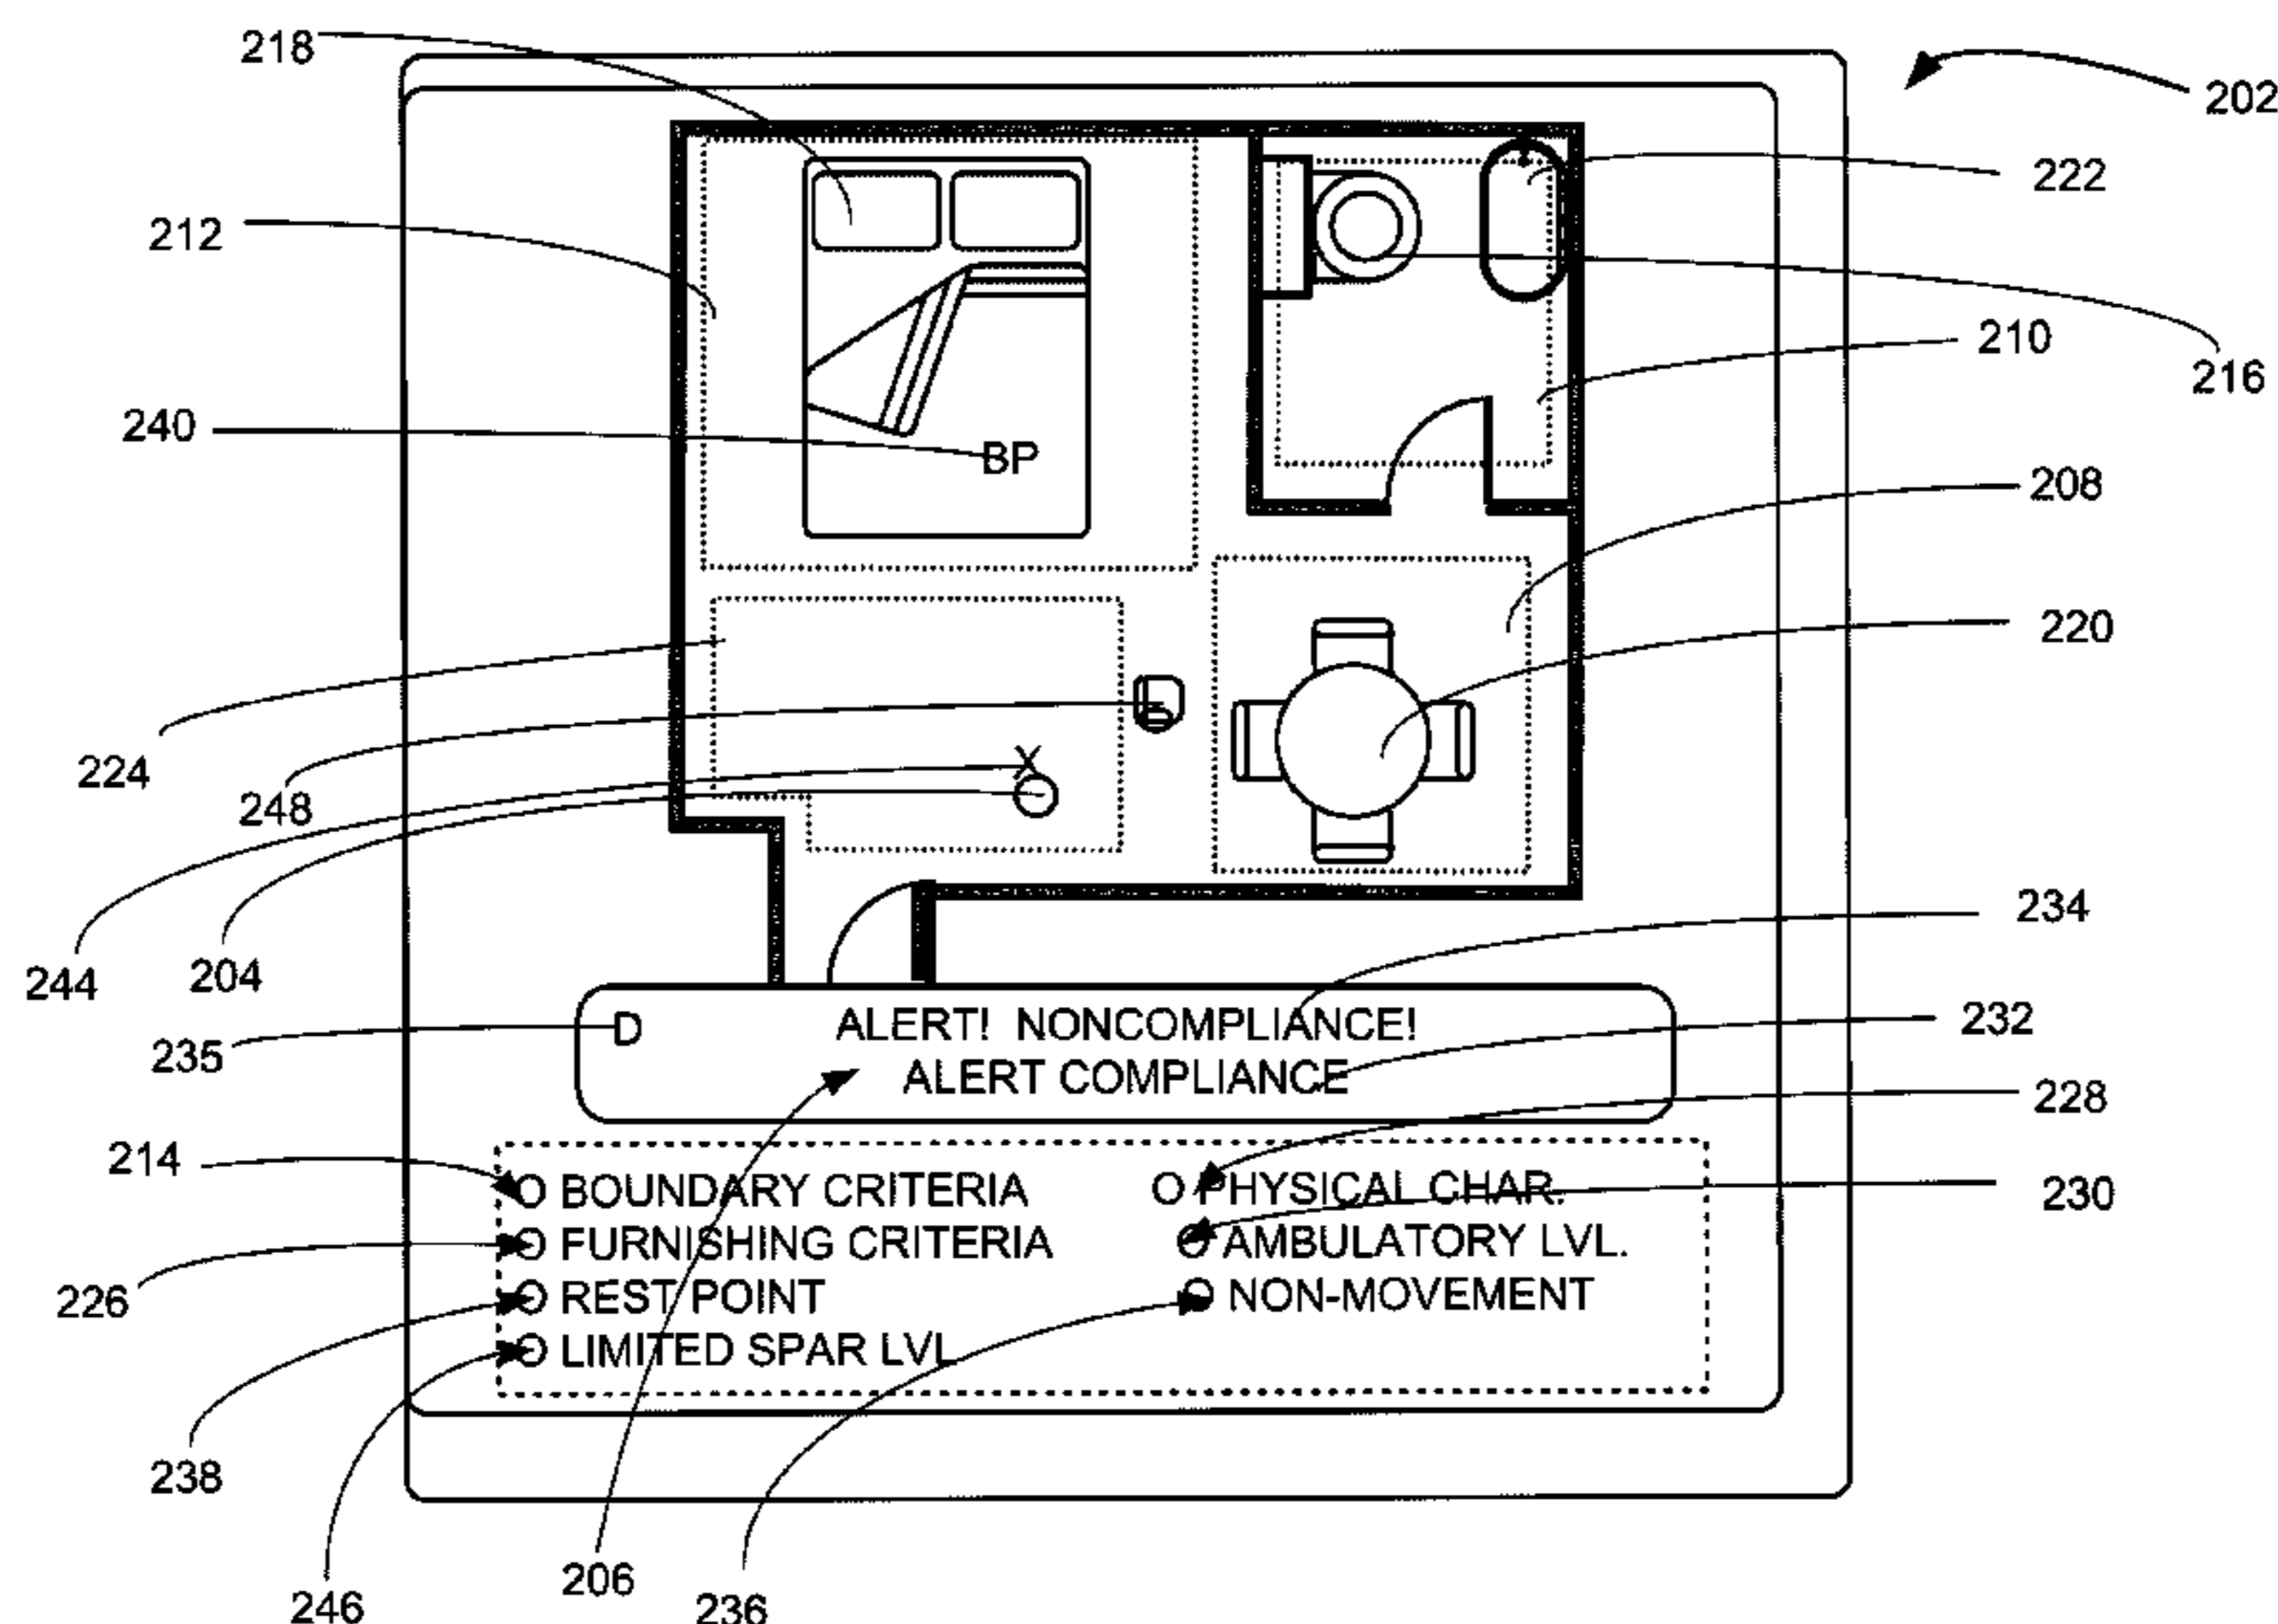 218
202
222
212
210
216
240
BP
208
220
224
248
X
244
204
234
235
D
ALERT! NONCOMPLIANCE!
232
ALERT COMPLIANCE
228
214
BOUNDARY CRITERIA
PHYSICAL CHAR.
230
226
FURNISHING CRITERIA
AMBULATORY LVL.
REST POINT
NON-MOVEMENT
LIMITED SPAR LVL
238
206
246
236